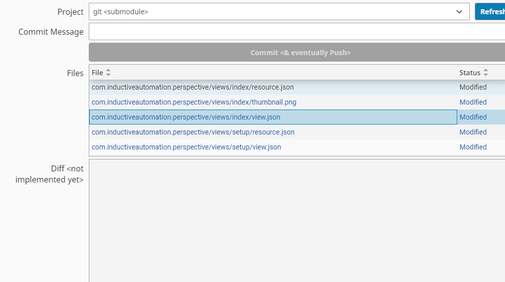 Project git <submodule> Refresh
Commit Message
Commit <& eventually Push>
Files File Status
com.inductiveautomation.perspective/views/index/resource.json Modified
com.inductiveautomation.perspective/views/index/thumbnail.png Modified
com.inductiveautomation.perspective/views/index/view.json Modified
com.inductiveautomation.perspective/views/setup/resource.json Modified
com.inductiveautomation.perspective/views/setup/view.json Modified
Diff <not
implemented yet>